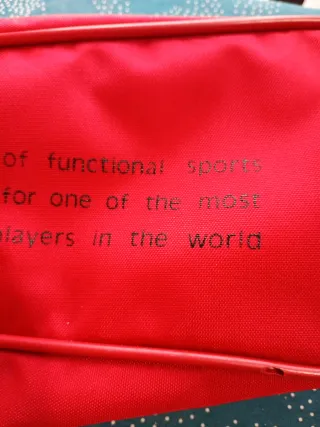 of functional sports
for one of the most
players in the world